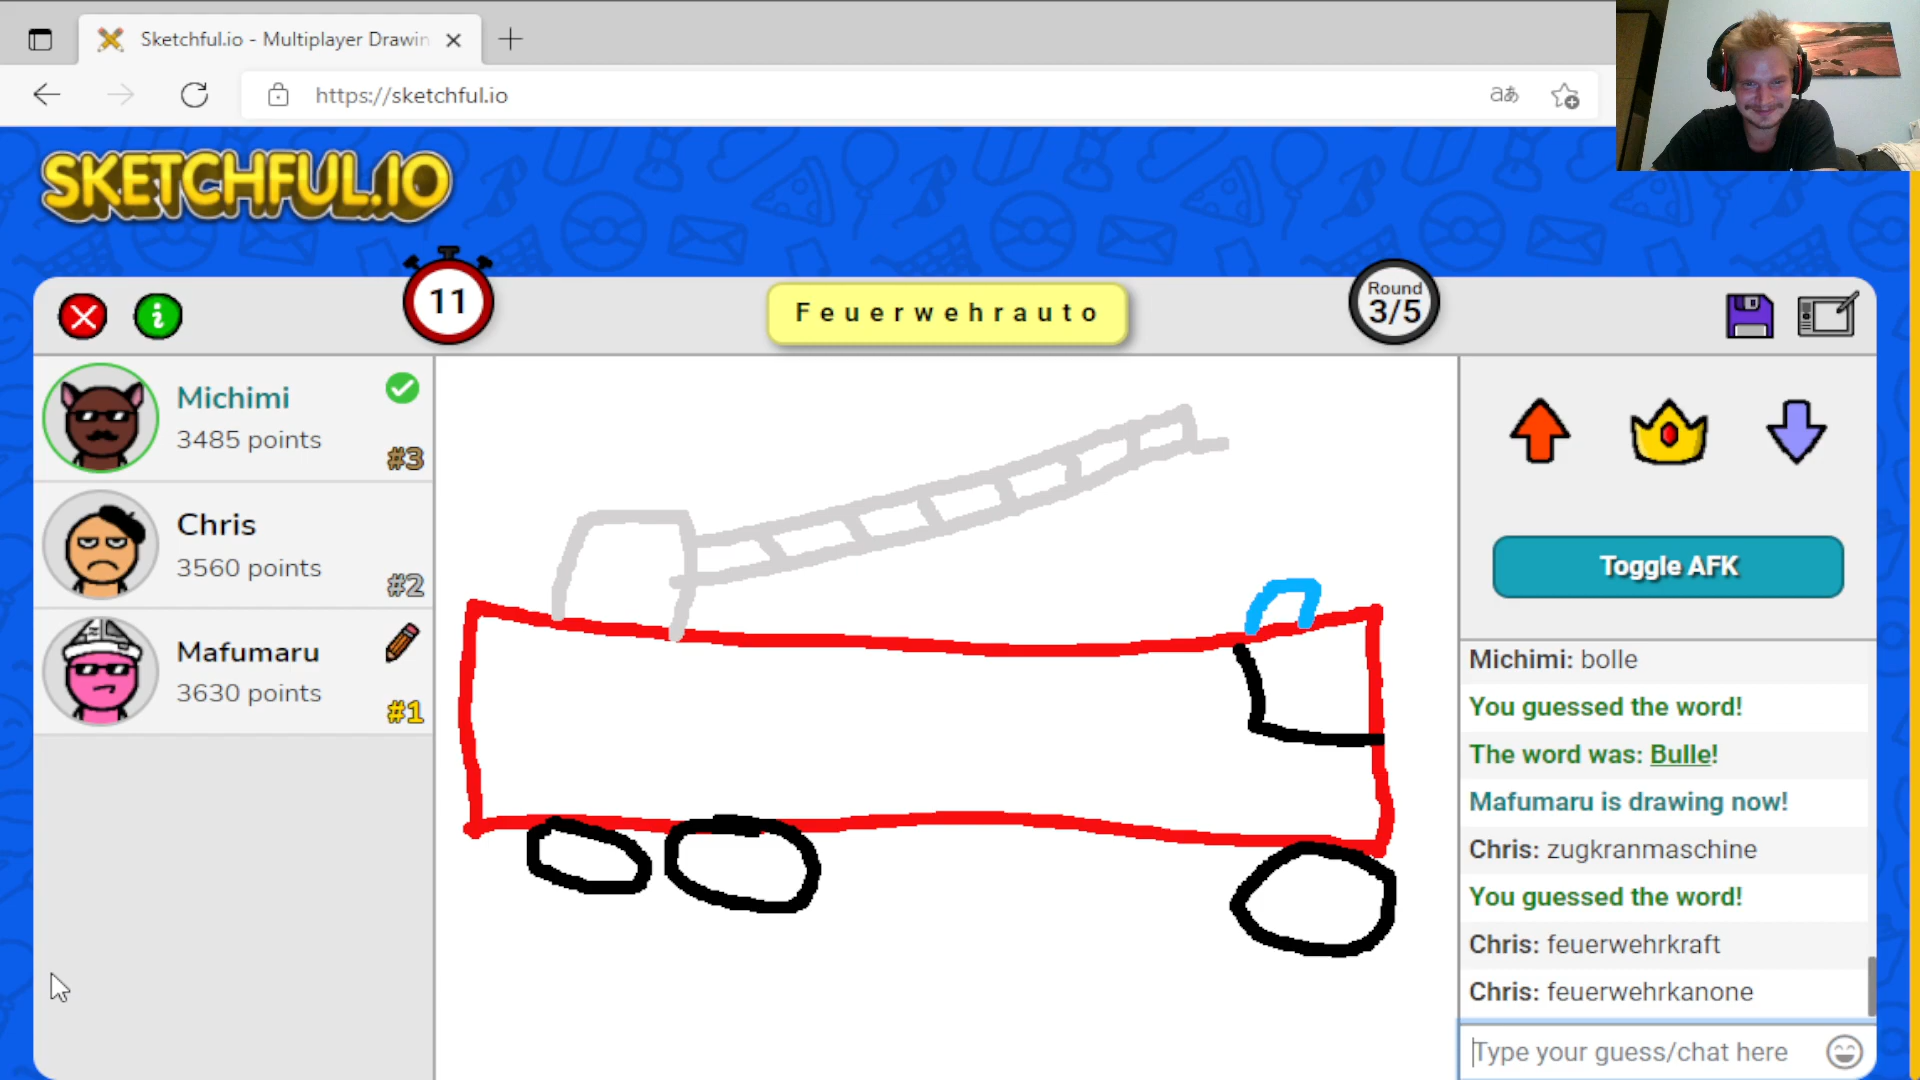 Sketchful.io - Multiplayer Drawin
https://sketchful.io
aあ
SKETCHFUL.IO
11
Feuerwehrauto
Round
3/5
Michimi
3485 points
#3
Chris
3560 points
#2
Mafumaru
3630 points
#1
Toggle AFK
Michimi: bolle
You guessed the word!
The word was: Bulle!
Mafumaru is drawing now!
Chris: zugkranmaschine
You guessed the word!
Chris: feuerwehrkraft
Chris: feuerwehrkanone
Type your guess/chat here